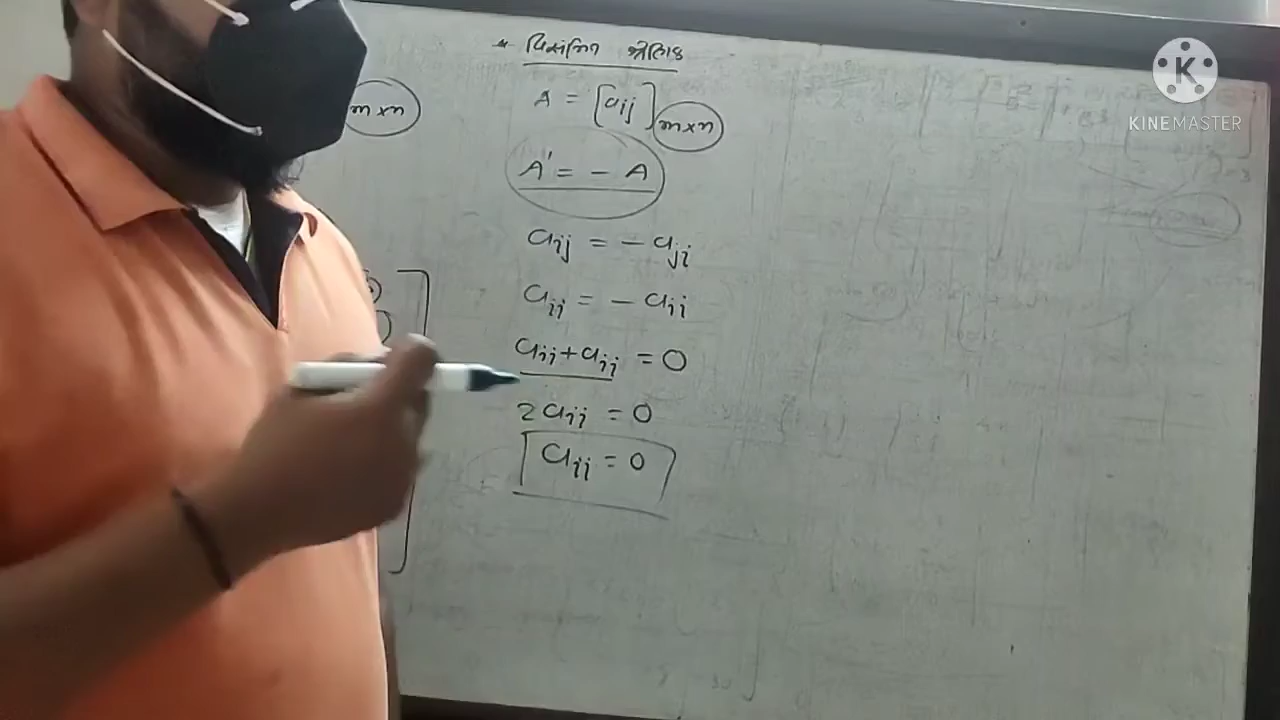 * વિસંમિત શ્રેણિક
m×n
A = [aij] m×n
A' = - A
aij = - aji
aii = - aii
aii + aii = 0
2 aii = 0
aii = 0
K
KINEMASTER